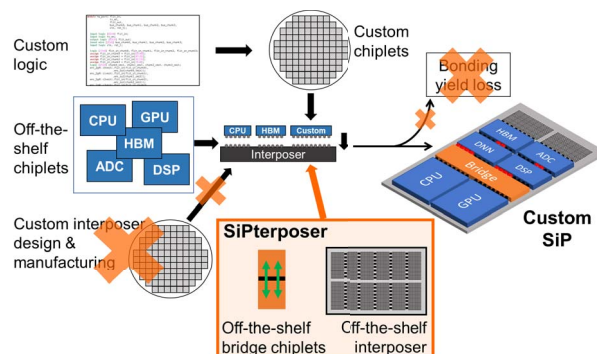 Custom
logic
Custom
chiplets
Bonding
yield loss
Off-the-
shelf
chiplets
CPU
GPU
HBM
ADC
DSP
CPU
HBM
Custom
Interposer
HBM
ADC
DNN
DSP
Bridge
CPU
GPU
Custom
SiP
Custom interposer
design &
manufacturing
SiPterposer
Off-the-shelf
bridge chiplets
Cff-the-shelf
interposer